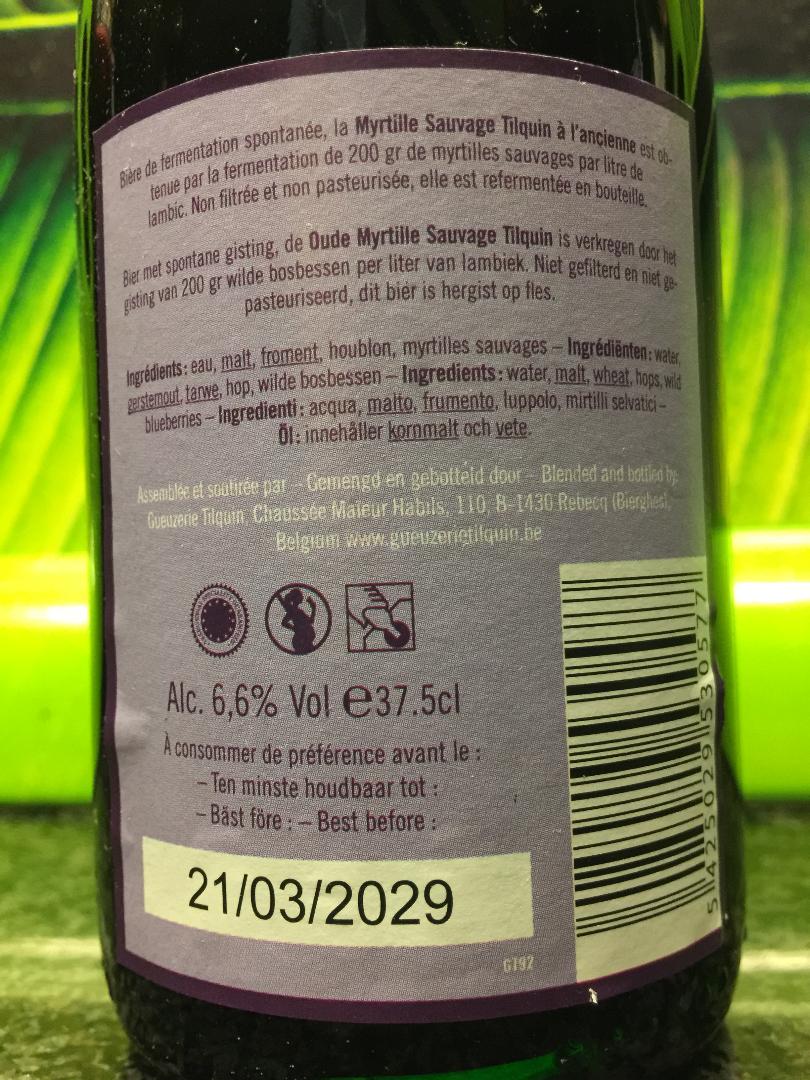 Bière de fermentation spontanée, la Myrtille Sauvage Tilquin à l'ancienne est ob-
tenue par la fermentation de 200 gr de myrtilles sauvages par litre de
lambic. Non filtrée et non pasteurisée, elle est refermentée en bouteille.
Bier met spontane gisting, de Oude Myrtille Sauvage Tilquin is verkregen door het
gisting van 200 gr wilde bosbessen per liter van lambiek. Niet gefilterd en niet ge-
pasteuriseerd, dit bier is hergist op fles.
Ingrédients: eau, malt, froment, houblon, myrtilles sauvages – Ingrédiënten: water,
gerstemout, tarwe, hop, wilde bosbessen – Ingredients: water, malt, wheat, hops, wild
blueberries – Ingredienti: acqua, malto, frumento, luppolo, mirtilli selvatici –
Öl: innehåller kornmalt och vete.
Assemblée et soutirée par – Gemengd en gebotteld door – Blended and bottled by:
Gueuzerie Tilquin, Chaussée Maieur Habils, 110, B-1430 Rebecq (Bierghes),
Belgium www.gueuzerietilquin.be
Alc. 6,6% Vol e37.5cl
À consommer de préférence avant le :
– Ten minste houdbaar tot :
– Bäst före : – Best before :
21/03/2029
GT92
5 425029 530577